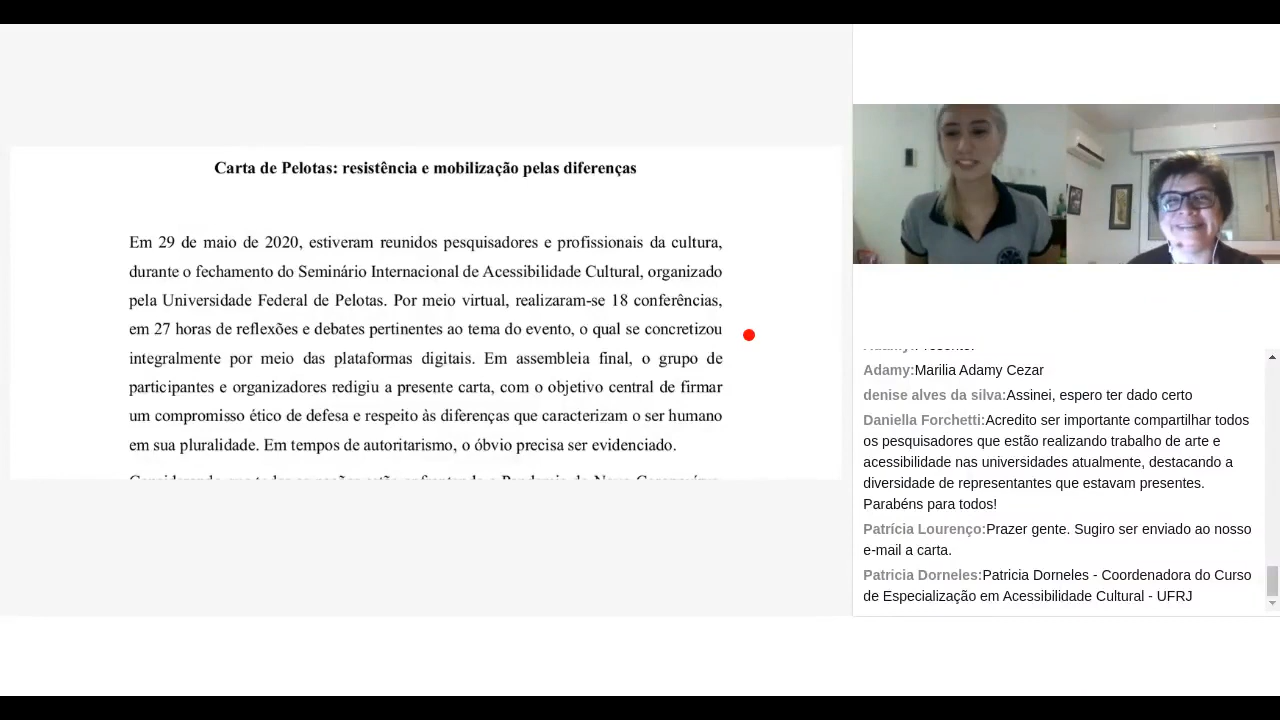 Carta de Pelotas: resistência e mobilização pelas diferenças
Em 29 de maio de 2020, estiveram reunidos pesquisadores e profissionais da cultura,
durante o fechamento do Seminário Internacional de Acessibilidade Cultural, organizado
pela Universidade Federal de Pelotas. Por meio virtual, realizaram-se 18 conferências,
em 27 horas de reflexões e debates pertinentes ao tema do evento, o qual se concretizou
integralmente por meio das plataformas digitais. Em assembleia final, o grupo de
participantes e organizadores redigiu a presente carta, com o objetivo central de firmar
um compromisso ético de defesa e respeito às diferenças que caracterizam o ser humano
em sua pluralidade. Em tempos de autoritarismo, o óbvio precisa ser evidenciado.
Adamy:Marilia Adamy Cezar
denise alves da silva:Assinei, espero ter dado certo
Daniella Forchetti:Acredito ser importante compartilhar todos
os pesquisadores que estão realizando trabalho de arte e
acessibilidade nas universidades atualmente, destacando a
diversidade de representantes que estavam presentes.
Parabéns para todos!
Patrícia Lourenço:Prazer gente. Sugiro ser enviado ao nosso
e-mail a carta.
Patricia Dorneles:Patricia Dorneles - Coordenadora do Curso
de Especialização em Acessibilidade Cultural - UFRJ